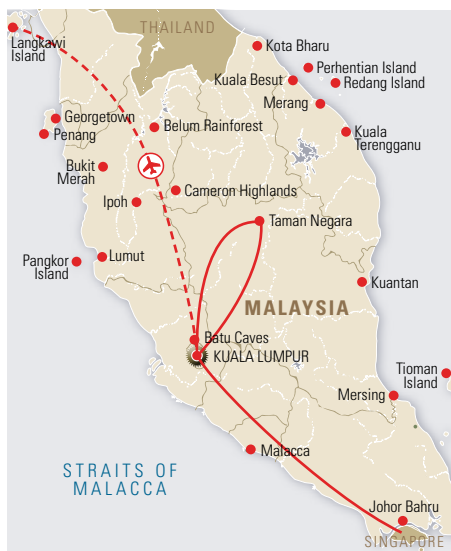 THAILAND
Langkawi
Island
Kota Bharu
Perhentian Island
Kuala Besut
Redang Island
Merang
Georgetown
Penang
Belum Rainforest
Kuala
Terengganu
Bukit
Merah
Cameron Highlands
Ipoh
Taman Negara
Lumut
Pangkor
Island
Kuantan
MALAYSIA
Batu Caves
KUALA LUMPUR
Tioman
Island
Mersing
Malacca
STRAITS OF
MALACCA
Johor Bahru
SINGAPORE